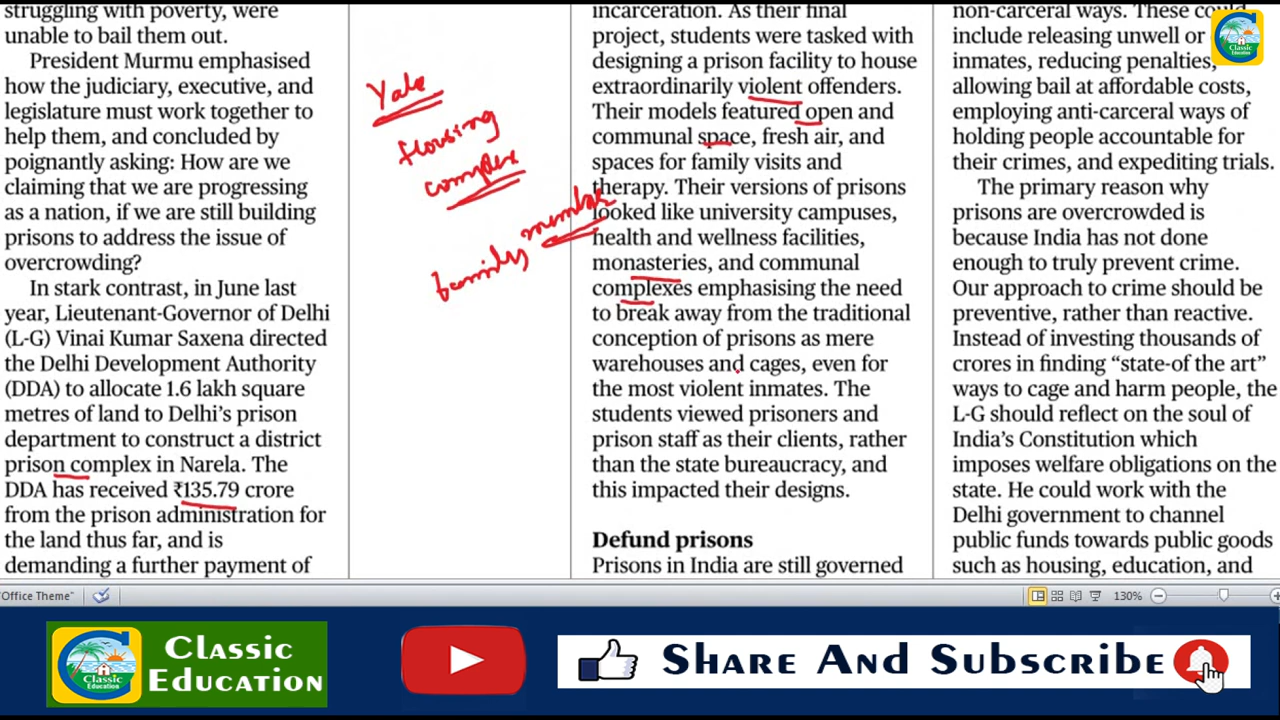 struggling with poverty, were
unable to bail them out.
President Murmu emphasised
how the judiciary, executive, and
legislature must work together to
help them, and concluded by
poignantly asking: How are we
claiming that we are progressing
as a nation, if we are still building
prisons to address the issue of
overcrowding?
In stark contrast, in June last
year, Lieutenant-Governor of Delhi
(L-G) Vinai Kumar Saxena directed
the Delhi Development Authority
(DDA) to allocate 1.6 lakh square
metres of land to Delhi's prison
department to construct a district
prison complex in Narela. The
DDA has received ₹135.79 crore
from the prison administration for
the land thus far, and is
demanding a further payment of
Yale
Housing
complex
family member
incarceration. As their final
project, students were tasked with
designing a prison facility to house
extraordinarily violent offenders.
Their models featured open and
communal space, fresh air, and
spaces for family visits and
therapy. Their versions of prisons
looked like university campuses,
health and wellness facilities,
monasteries, and communal
complexes emphasising the need
to break away from the traditional
conception of prisons as mere
warehouses and cages, even for
the most violent inmates. The
students viewed prisoners and
prison staff as their clients, rather
than the state bureaucracy, and
this impacted their designs.
Defund prisons
Prisons in India are still governed
non-carceral ways. These could
include releasing unwell or
inmates, reducing penalties,
allowing bail at affordable costs,
employing anti-carceral ways of
holding people accountable for
their crimes, and expediting trials.
The primary reason why
prisons are overcrowded is
because India has not done
enough to truly prevent crime.
Our approach to crime should be
preventive, rather than reactive.
Instead of investing thousands of
crores in finding "state-of the art"
ways to cage and harm people, the
L-G should reflect on the soul of
India's Constitution which
imposes welfare obligations on the
state. He could work with the
Delhi government to channel
public funds towards public goods
such as housing, education, and
Classic
Education
"Office Theme"
130%
Classic
Education
Classic
Education
Share And Subscribe